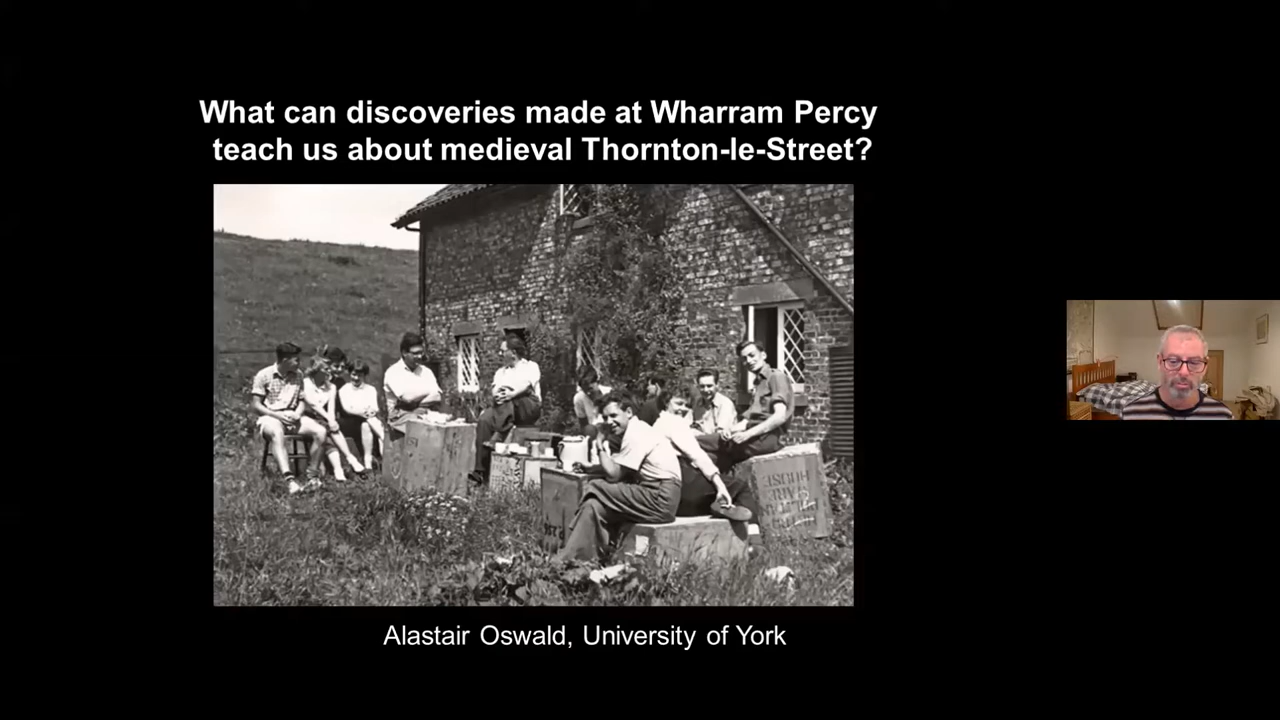 What can discoveries made at Wharram Percy
teach us about medieval Thornton-le-Street?
Alastair Oswald, University of York